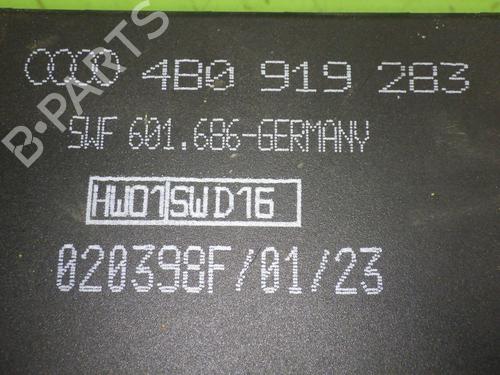 4B0 919 283
SWF 601.686-GERMANY
HW01 SWD16
020398F/01/23
B-PARTS